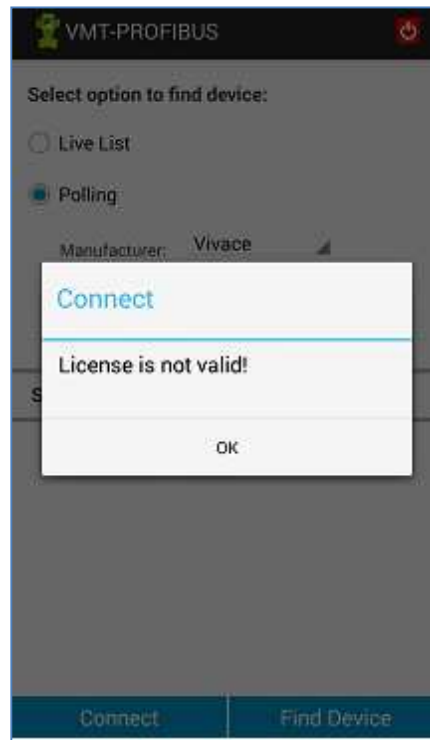 VMT-PROFIBUS
Select option to find device:
Live List
Polling
Manufacturer: Vivace
Connect
License is not valid!
S
OK
Connect Find Device